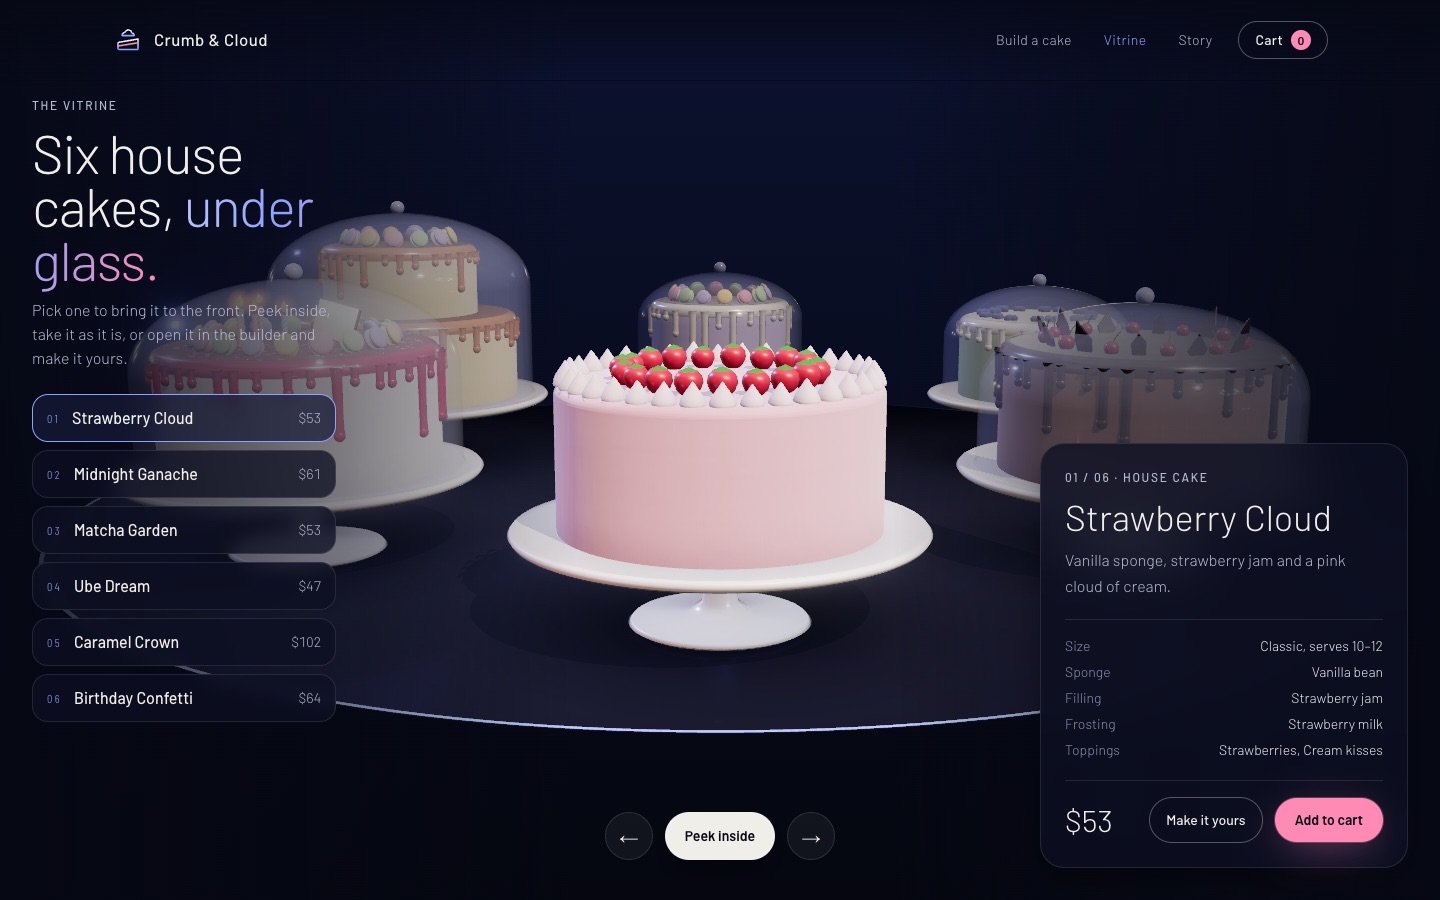 Crumb & Cloud
Build a cake
Vitrine
Story
Cart 0
THE VITRINE
Six house
cakes, under
glass.
Pick one to bring it to the front. Peek inside,
take it as it is, or open it in the builder and
make it yours.
01 Strawberry Cloud $53
02 Midnight Ganache $61
03 Matcha Garden $53
04 Ube Dream $47
05 Caramel Crown $102
06 Birthday Confetti $64
← Peek inside →
01 / 06 · HOUSE CAKE
Strawberry Cloud
Vanilla sponge, strawberry jam and a pink
cloud of cream.
Size Classic, serves 10–12
Sponge Vanilla bean
Filling Strawberry jam
Frosting Strawberry milk
Toppings Strawberries, Cream kisses
$53 Make it yours Add to cart